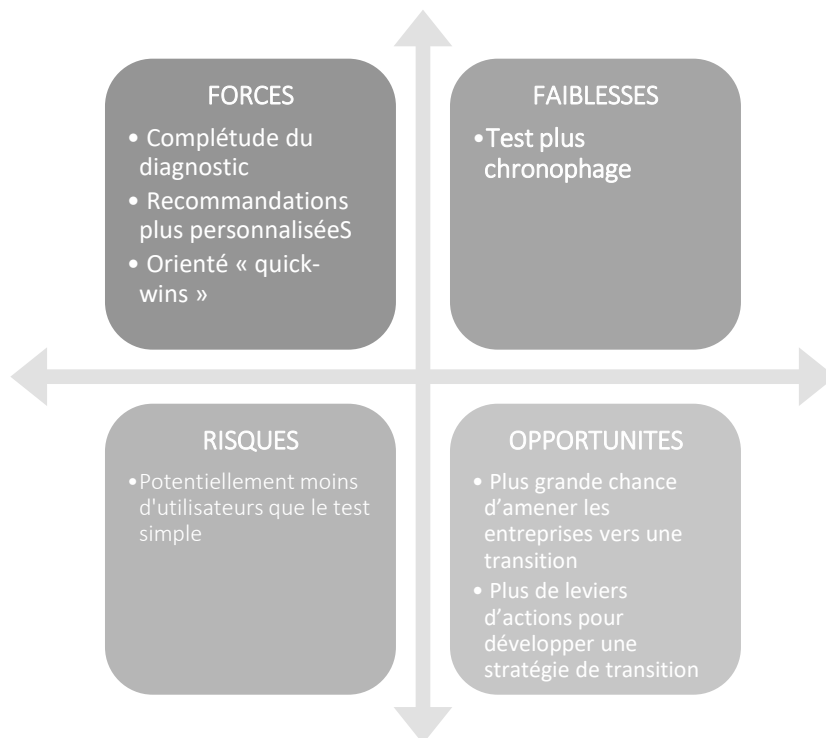 FORCES
• Complétude du
diagnostic
• Recommandations
plus personnaliséeS
• Orienté « quick-
wins »
FAIBLESSES
•Test plus
chronophage
RISQUES
•Potentiellement moins
d'utilisateurs que le test
simple
OPPORTUNITES
• Plus grande chance
d’amener les
entreprises vers une
transition
• Plus de leviers
d’actions pour
développer une
stratégie de transition